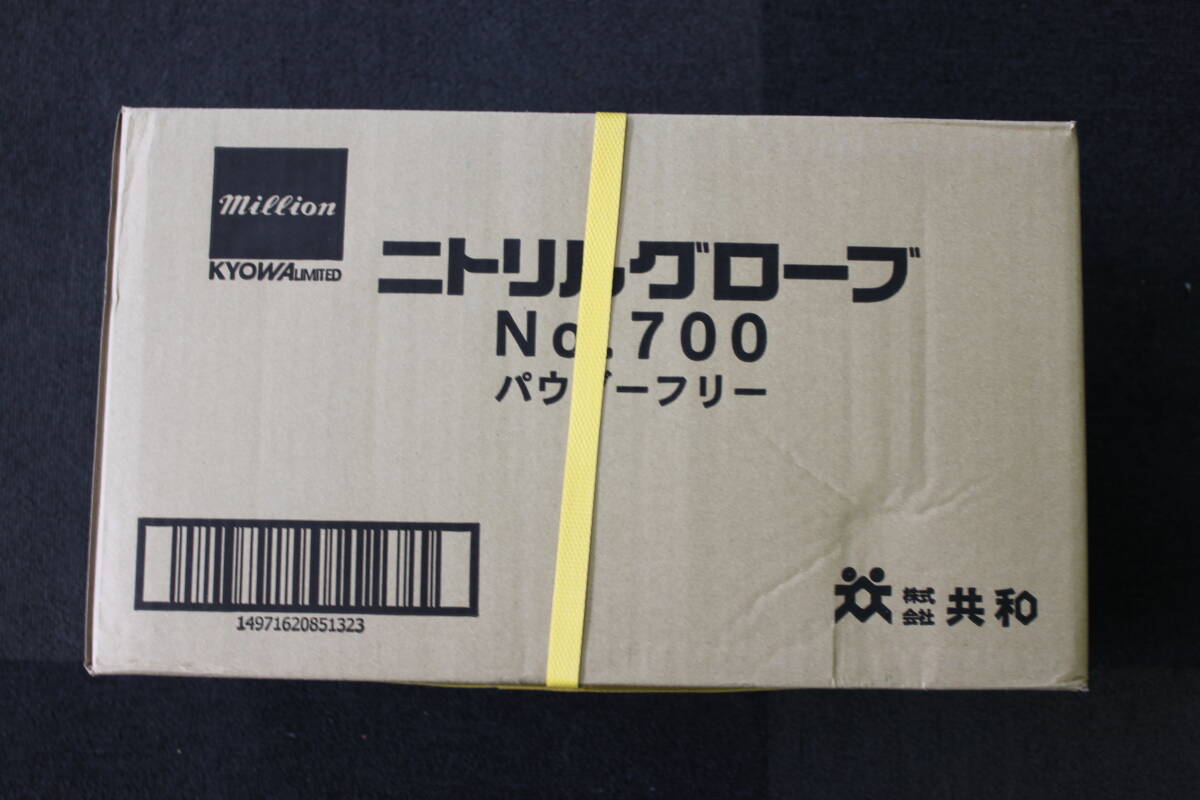 million
KYOWA LIMITED
ニトリルグローブ
No.700
パウダーフリー
14971620851323
株式会社 共和